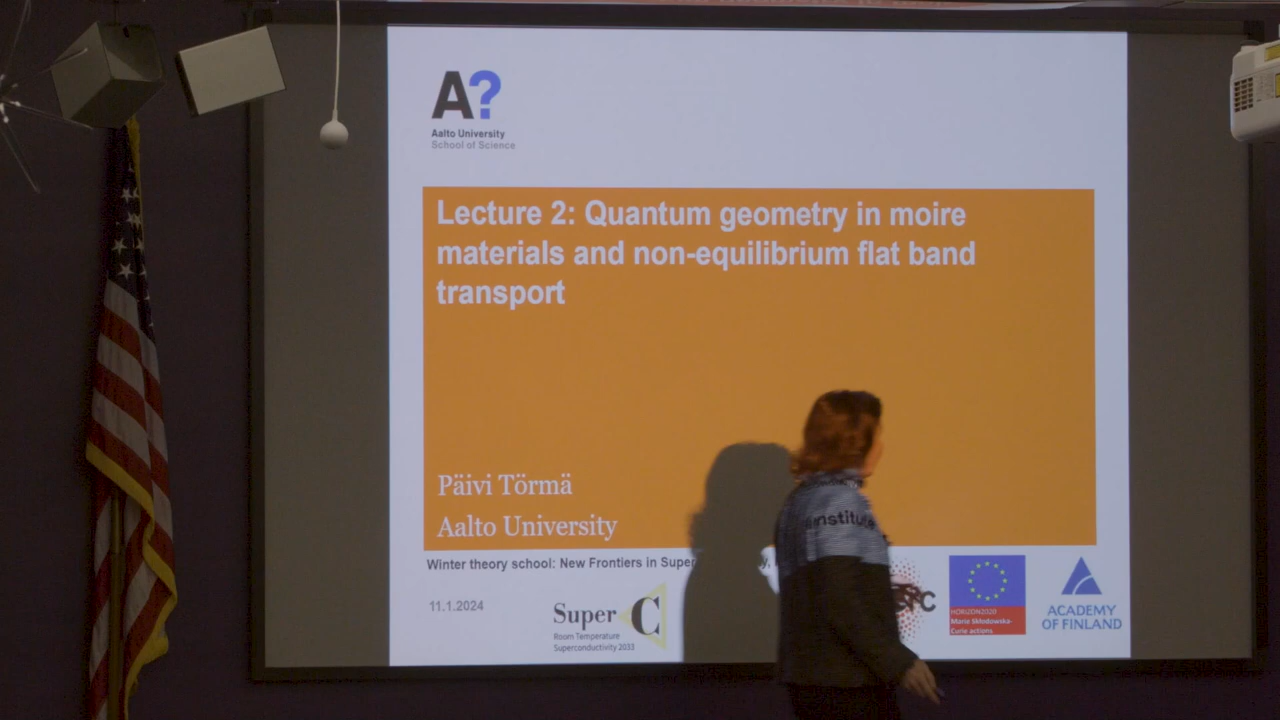 A?
Aalto University
School of Science
Lecture 2: Quantum geometry in moire
materials and non-equilibrium flat band
transport
Päivi Törmä
Aalto University
Winter theory school: New Frontiers in Super
11.1.2024
Super C
Room Temperature
Superconductivity 2033
institute
HORIZON2020
Marie Skłodowska-
Curie actions
ACADEMY
OF FINLAND